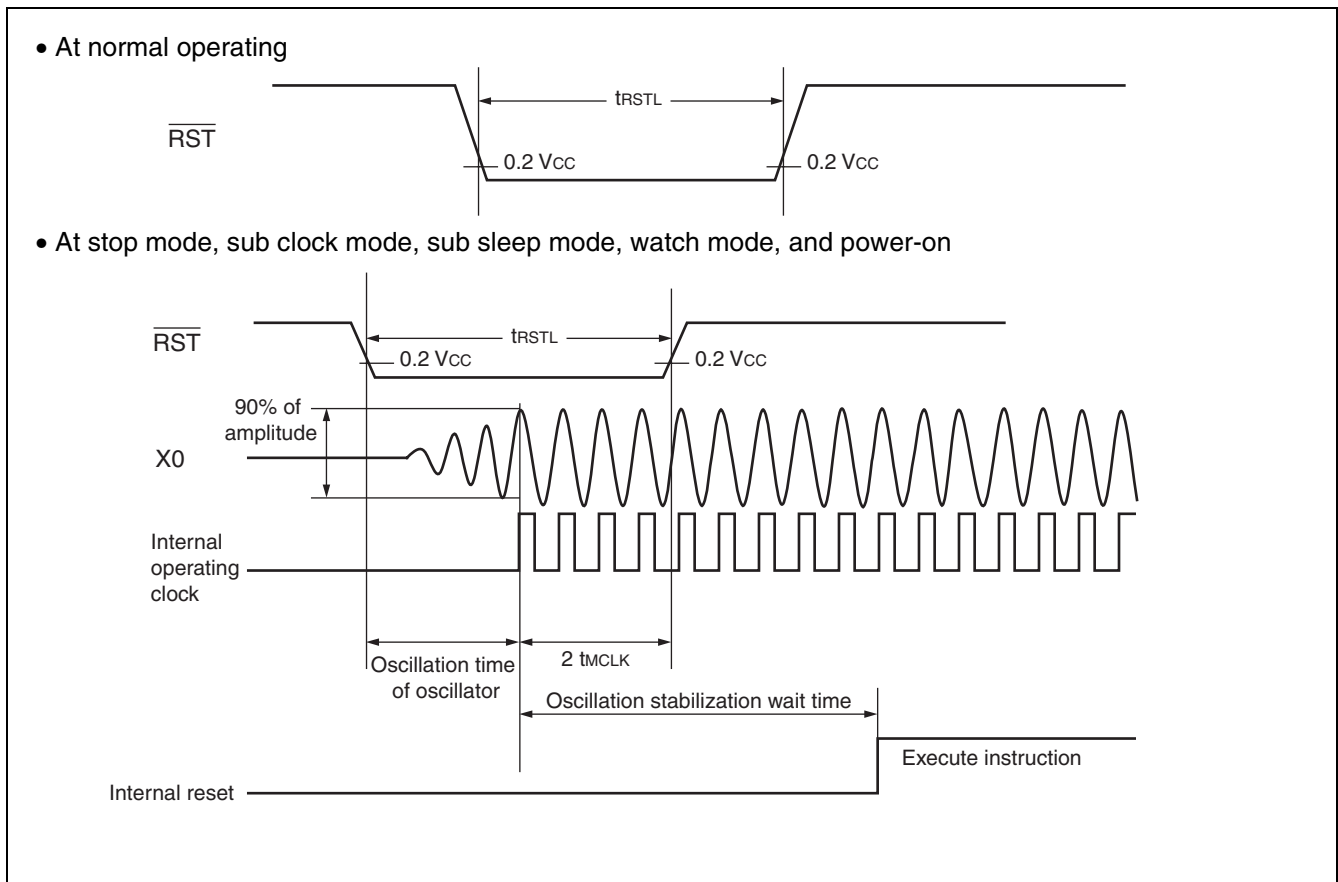 • At normal operating
tRSTL
RST
0.2 VCC
0.2 VCC
• At stop mode, sub clock mode, sub sleep mode, watch mode, and power-on
RST
tRSTL
0.2 VCC
0.2 VCC
90% of
amplitude
X0
Internal
operating
clock
Oscillation time
of oscillator
2 tMCLK
Oscillation stabilization wait time
Execute instruction
Internal reset